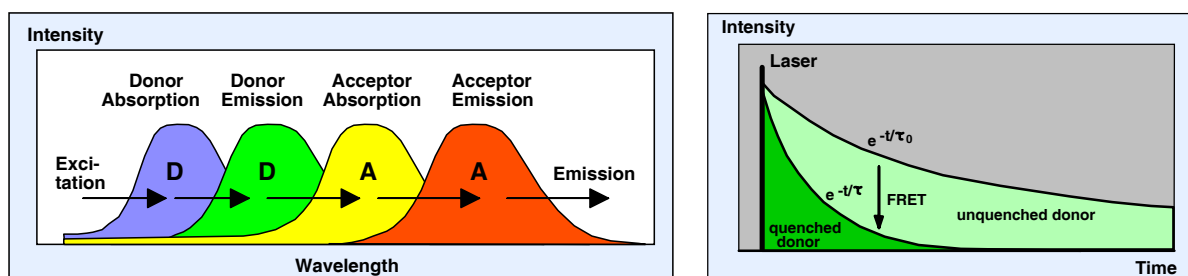 Intensity
Donor
Absorption
Donor
Emission
Acceptor
Absorption
Acceptor
Emission
Exci-
tation
D
D
A
A
Emission
Wavelength
Intensity
Laser
e -t/τ0
e -t/τ
FRET
quenched
donor
unquenched donor
Time